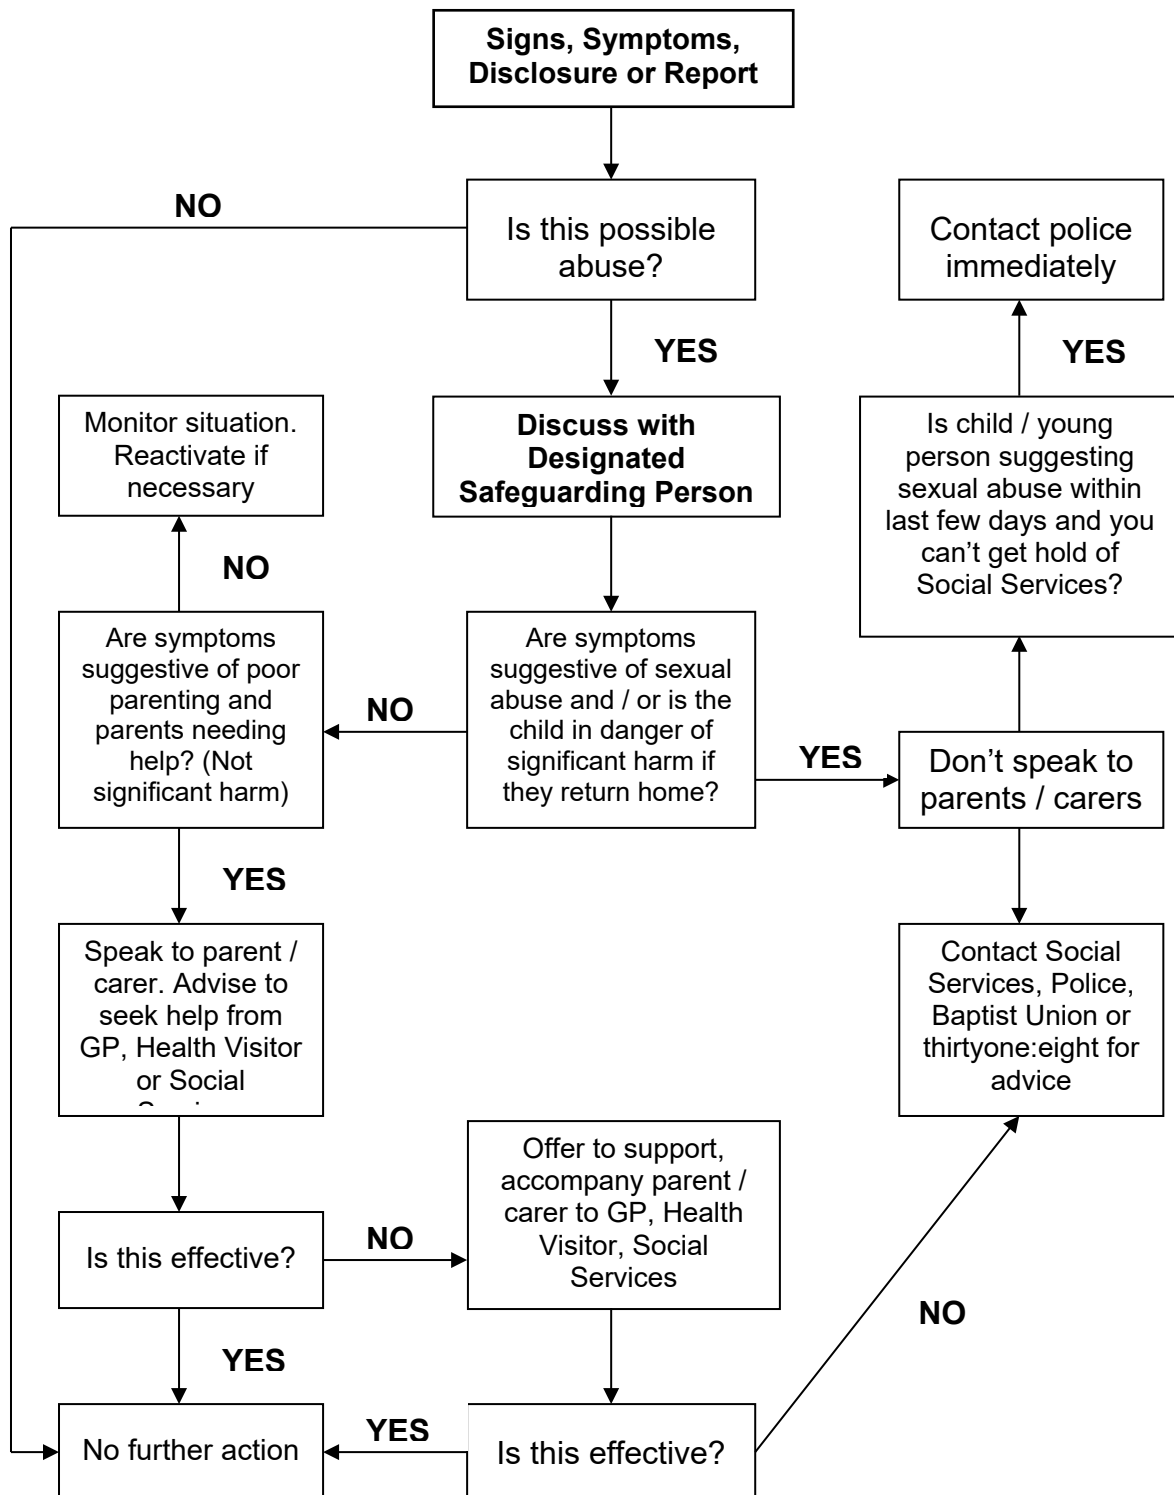 Signs, Symptoms,
Disclosure or Report
NO
Is this possible
abuse?
Contact police
immediately
YES
YES
Monitor situation.
Reactivate if
necessary
Discuss with
Designated
Safeguarding Person
Is child / young
person suggesting
sexual abuse within
last few days and you
can’t get hold of
Social Services?
NO
Are symptoms
suggestive of poor
parenting and
parents needing
help? (Not
significant harm)
NO
Are symptoms
suggestive of sexual
abuse and / or is the
child in danger of
significant harm if
they return home?
YES
Don’t speak to
parents / carers
YES
Speak to parent /
carer. Advise to
seek help from
GP, Health Visitor
or Social
Contact Social
Services, Police,
Baptist Union or
thirtyone:eight for
advice
Is this effective?
NO
Offer to support,
accompany parent /
carer to GP, Health
Visitor, Social
Services
NO
YES
No further action
YES
Is this effective?